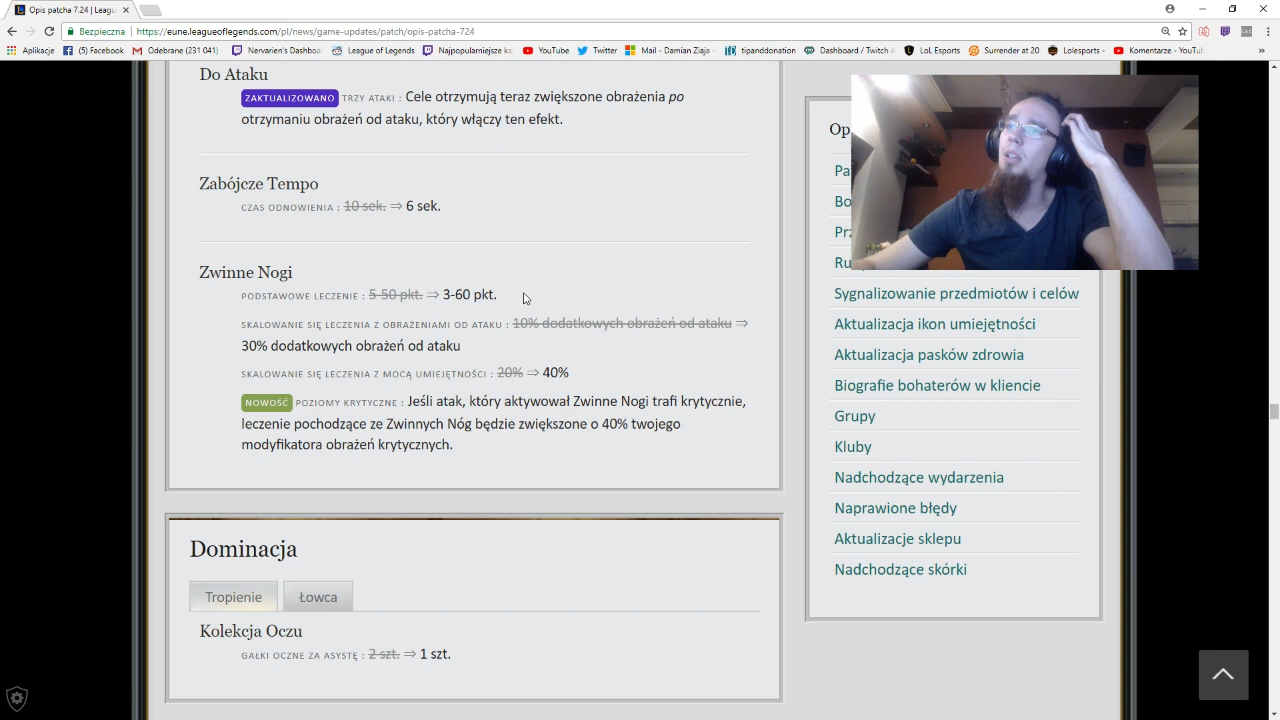 Opis patcha 7.24 | Leagu
Bezpieczna
https://eune.leagueoflegends.com/pl/news/game-updates/patch/opis-patcha-724
Aplikacje
(5) Facebook
Odebrane (231 041)
Nervarien's Dashboa
League of Legends
Najpopularniejsze ka
YouTube
Twitter
Mail - Damian Zigg
tipanddonation
Dashboard / Twitch A
LoL Esports
Surrender at 20
Cybersport
Komentarze - YouTub
Do Ataku
ZAKTUALIZOWANO TRZY ATAKI : Cele otrzymują teraz zwiększone obrażenia po
otrzymaniu obrażeń od ataku, który włączy ten efekt.
Zabójcze Tempo
CZAS ODNOWIENIA : 10 sek. ⇒ 6 sek.
Zwinne Nogi
PODSTAWOWE LECZENIE : 5-50 pkt. ⇒ 3-60 pkt.
SKALOWANIE SIĘ LECZENIA Z OBRAŻENIAMI OD ATAKU : 10% dodatkowych obrażeń od ataku ⇒
30% dodatkowych obrażeń od ataku
SKALOWANIE SIĘ LECZENIA Z MOCĄ UMIEJĘTNOŚCI : 20% ⇒ 40%
NOWOŚĆ POZIOMY KRYTYCZNE : Jeśli atak, który aktywował Zwinne Nogi trafi krytycznie,
leczenie pochodzące ze Zwinnych Nóg będzie zwiększone o 40% twojego
modyfikatora obrażeń krytycznych.
Dominacja
Tropienie
Łowca
Kolekcja Oczu
GAŁKI OCZNE ZA ASYSTĘ : 2 szt. ⇒ 1 szt.
Op
Pa
Bo
Prz
Ru
Sygnalizowanie przedmiotów i celów
Aktualizacja ikon umiejętności
Aktualizacja pasków zdrowia
Biografie bohaterów w kliencie
Grupy
Kluby
Nadchodzące wydarzenia
Naprawione błędy
Aktualizacje sklepu
Nadchodzące skórki